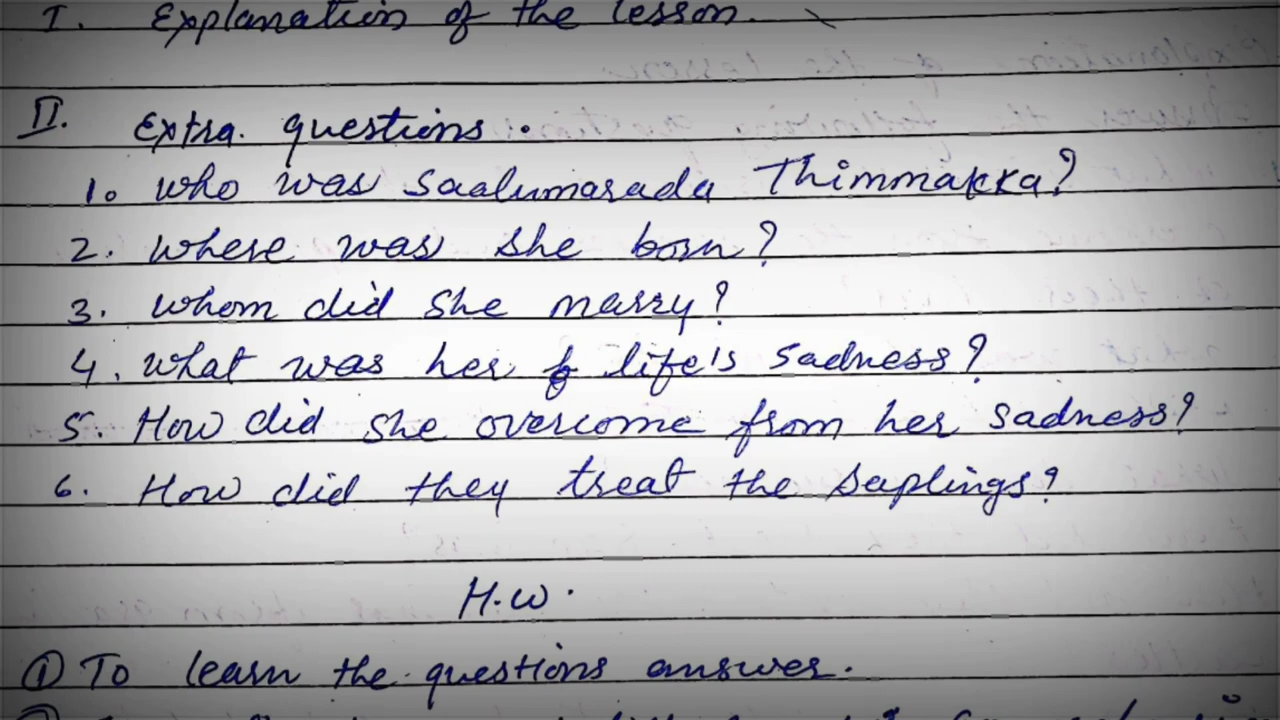 I. Explanation of the lesson.
II. Extra. questions.
1. who was Saalumarada Thimmakka?
2. where was she born?
3. whom did she marry?
4. what was her life's sadness?
5. How did she overcome from her sadness?
6. How did they treat the saplings?
H.W.
① To learn the questions answer.